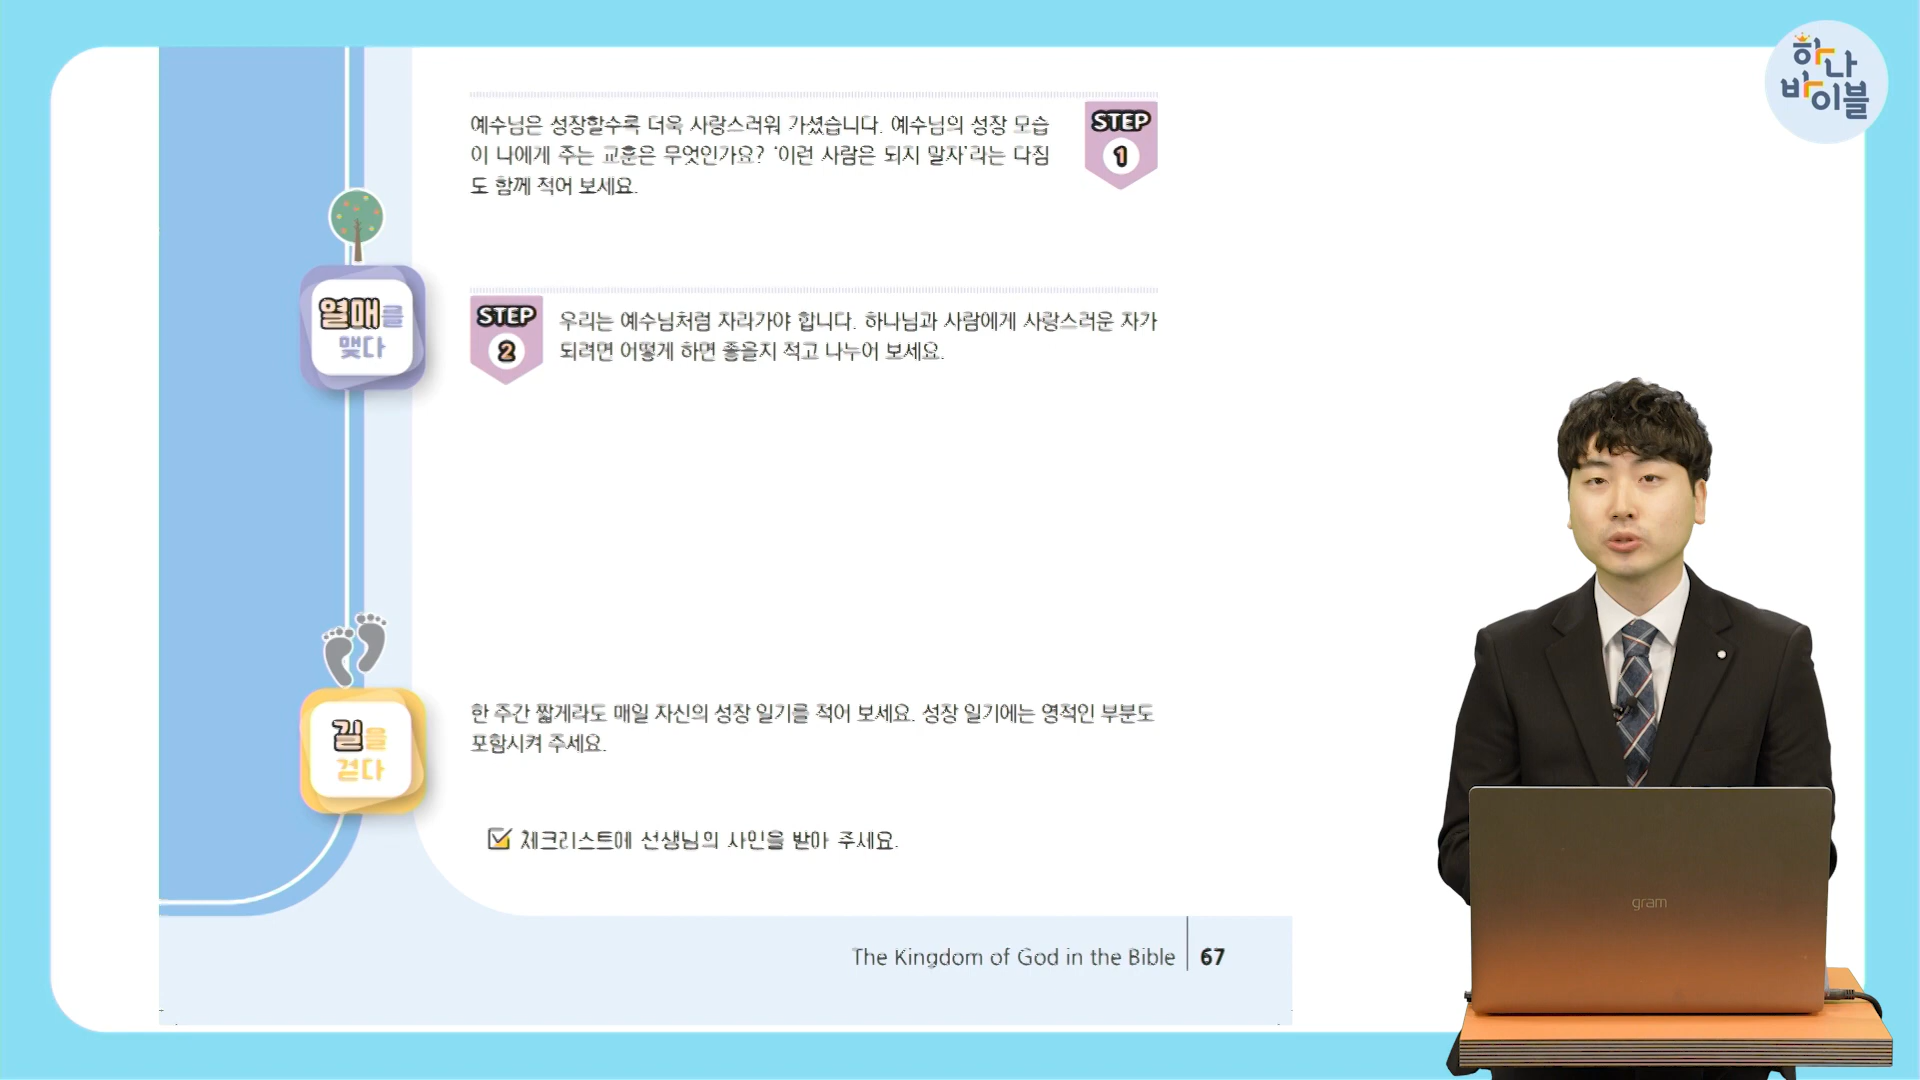 하나
바이블
예수님은 성장할수록 더욱 사랑스러워 가셨습니다. 예수님의 성장 모습
이 나에게 주는 교훈은 무엇인가요? '이런 사람은 되지 말자'라는 다짐
도 함께 적어 보세요.
STEP
1
열매를
맺다
STEP
2
우리는 예수님처럼 자라가야 합니다. 하나님과 사람에게 사랑스러운 자가
되려면 어떻게 하면 좋을지 적고 나누어 보세요.
길을
걷다
한 주간 짧게라도 매일 자신의 성장 일기를 적어 보세요. 성장 일기에는 영적인 부분도
포함시켜 주세요.
체크리스트에 선생님의 사인을 받아 주세요.
The Kingdom of God in the Bible
67
gram